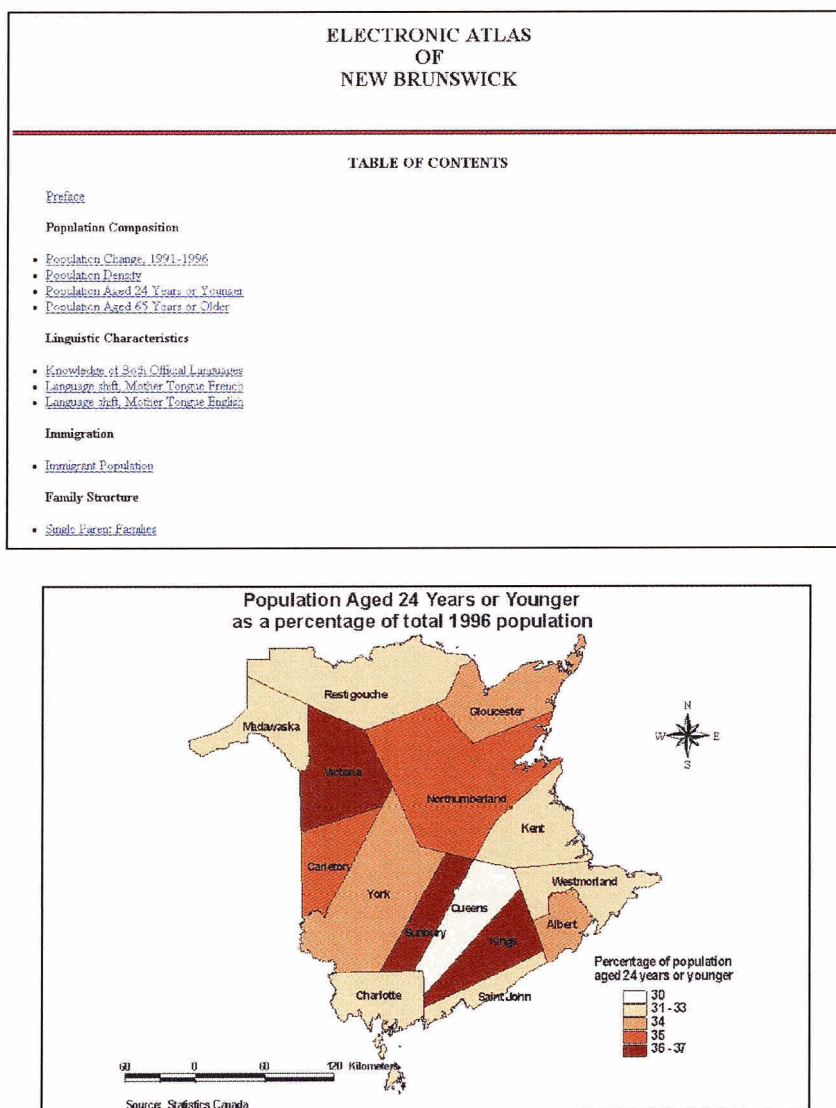 ELECTRONIC ATLAS
OF
NEW BRUNSWICK
TABLE OF CONTENTS
Preface
Population Composition
• Population Change, 1991-1996
• Population Density
• Population Aged 24 Years or Younger
• Population Aged 65 Years or Older
Linguistic Characteristics
• Knowledge of Both Official Languages
• Language shift, Mother Tongue French
• Language shift, Mother Tongue English
Immigration
• Immigrant Population
Family Structure
• Single Parent Families
Population Aged 24 Years or Younger
as a percentage of total 1996 population
Restigouche
Gloucester
Madawaska
N
W E
S
Victoria
Northumberland
Kent
Carletory
Westmorland
York
Queens
Albert
Sunbury
Kings
Percentage of population
aged 24 years or younger
30
31 - 33
34
35
36 - 37
Charlotte
Saint John
60 0 60 120 Kilometers
Source: Statistics Canada